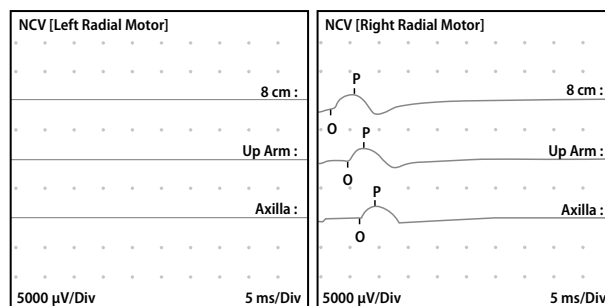 NCV [Left Radial Motor]
8 cm :
Up Arm :
Axilla :
5000 µV/Div 5 ms/Div
NCV [Right Radial Motor]
P
8 cm :
O
P
Up Arm :
O
P
Axilla :
O
5000 µV/Div 5 ms/Div